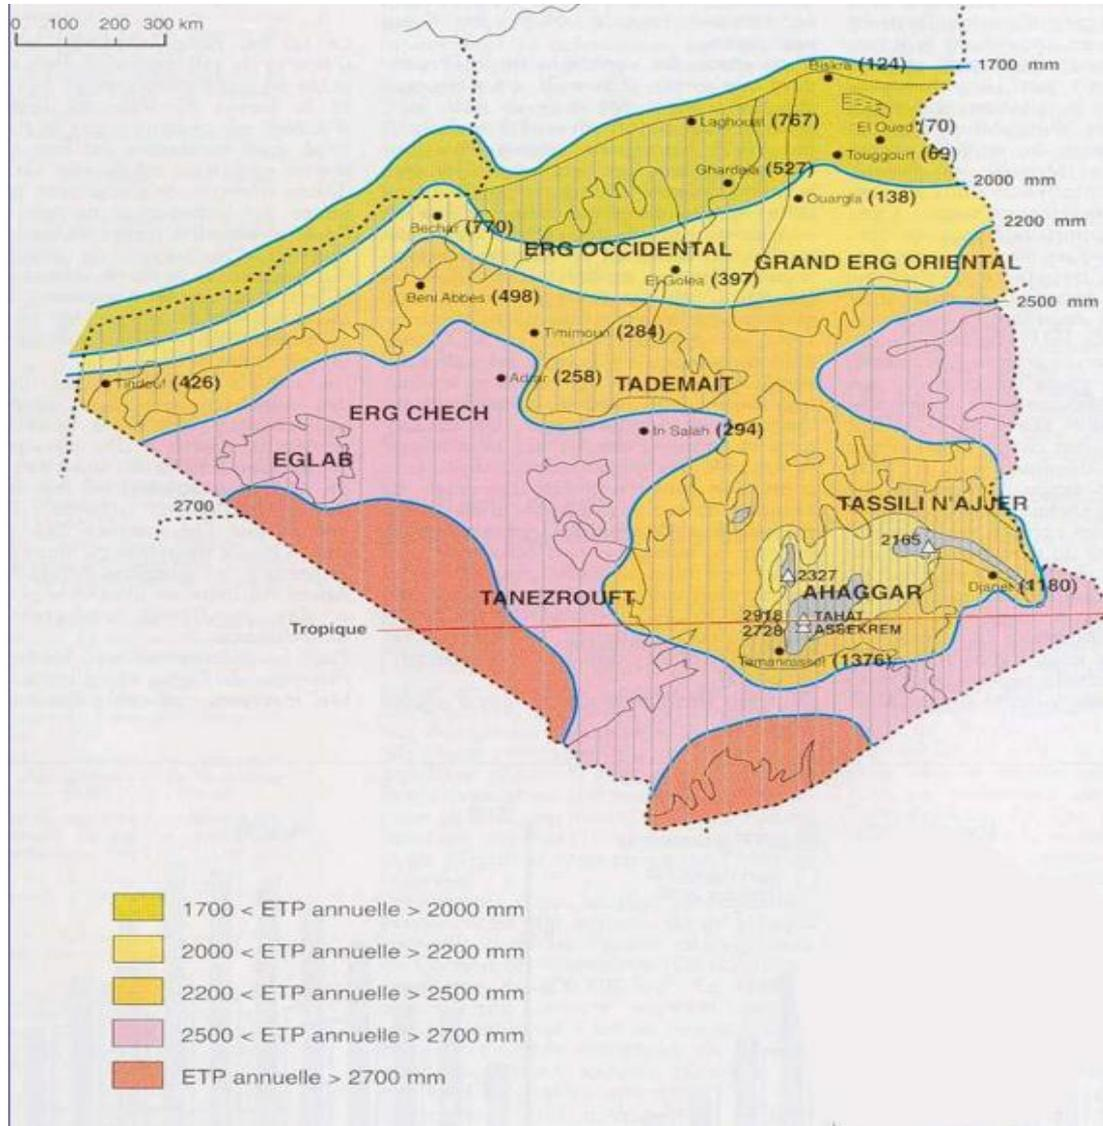 0 100 200 300 km
1700 mm
Biskra (124)
Laghouat (767)
El Oued (70)
Touggourt (69)
Ghardaia (527)
2000 mm
Ouargla (138)
2200 mm
Bechar (770)
ERG OCCIDENTAL
GRAND ERG ORIENTAL
El Golea (397)
Beni Abbès (498)
2500 mm
Timimoun (284)
Tindouf (426)
Adrar (258)
TADEMAIT
ERG CHECH
In Salah (294)
EGLAB
2700
TASSILI N'AJJER
2165
2327
Djanet (1180)
TANEZROUFT
AHAGGAR
2918 TAHAT
Tropique
2728 ASSEKREM
Tamanrasset (1376)
1700 < ETP annuelle > 2000 mm
2000 < ETP annuelle > 2200 mm
2200 < ETP annuelle > 2500 mm
2500 < ETP annuelle > 2700 mm
ETP annuelle > 2700 mm